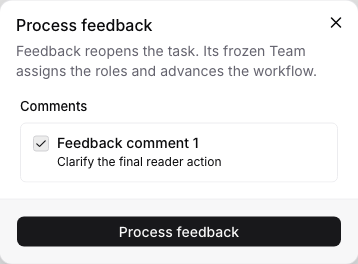 Process feedback
Feedback reopens the task. Its frozen Team
assigns the roles and advances the workflow.
Comments
Feedback comment 1
Clarify the final reader action
Process feedback